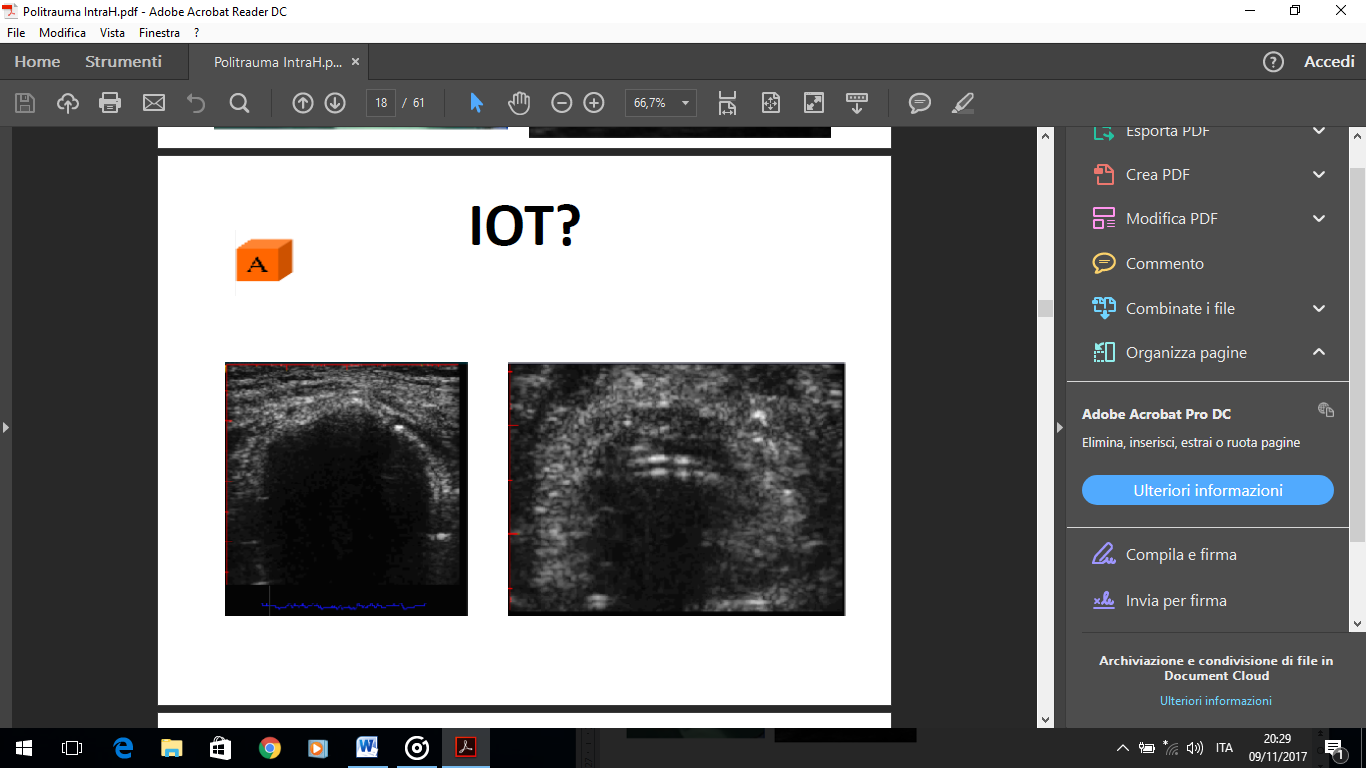 Politrauma IntraH.pdf - Adobe Acrobat Reader DC
File Modifica Vista Finestra ?
Home Strumenti Politrauma IntraH.p... × ? Accedi
18 / 61 66,7%
IOT?
A
Esporta PDF
Crea PDF
Modifica PDF
Commento
Combinate i file
Organizza pagine
Adobe Acrobat Pro DC
Elimina, inserisci, estrai o ruota pagine
Ulteriori informazioni
Compila e firma
Invia per firma
Archiviazione e condivisione di file in
Document Cloud
Ulteriori informazioni
ITA
20:29
09/11/2017
1